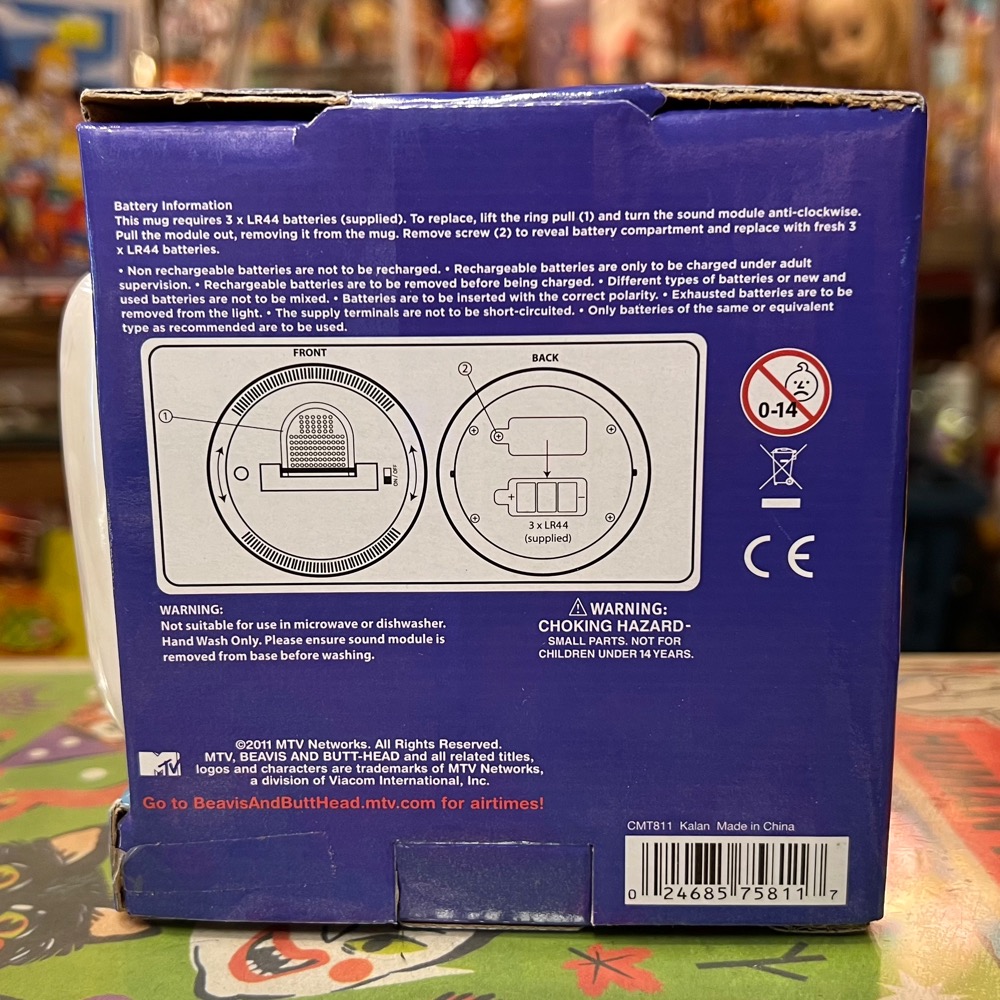 Battery Information
This mug requires 3 x LR44 batteries (supplied). To replace, lift the ring pull (1) and turn the sound module anti-clockwise.
Pull the module out, removing it from the mug. Remove screw (2) to reveal battery compartment and replace with fresh 3
x LR44 batteries.
• Non rechargeable batteries are not to be recharged. • Rechargeable batteries are only to be charged under adult
supervision. • Rechargeable batteries are to be removed before being charged. • Different types of batteries or new and
used batteries are not to be mixed. • Batteries are to be inserted with the correct polarity. • Exhausted batteries are to be
removed from the light. • The supply terminals are not to be short-circuited. • Only batteries of the same or equivalent
type as recommended are to be used.
FRONT
BACK
1
2
ON / OFF
+ -
3 x LR44
(supplied)
0-14
CE
WARNING:
Not suitable for use in microwave or dishwasher.
Hand Wash Only. Please ensure sound module is
removed from base before washing.
⚠ WARNING:
CHOKING HAZARD-
SMALL PARTS. NOT FOR
CHILDREN UNDER 14 YEARS.
MTV
©2011 MTV Networks. All Rights Reserved.
MTV, BEAVIS AND BUTT-HEAD and all related titles,
logos and characters are trademarks of MTV Networks,
a division of Viacom International, Inc.
Go to BeavisAndButtHead.mtv.com for airtimes!
CMT811 Kalan Made in China
0 24685 75811 7